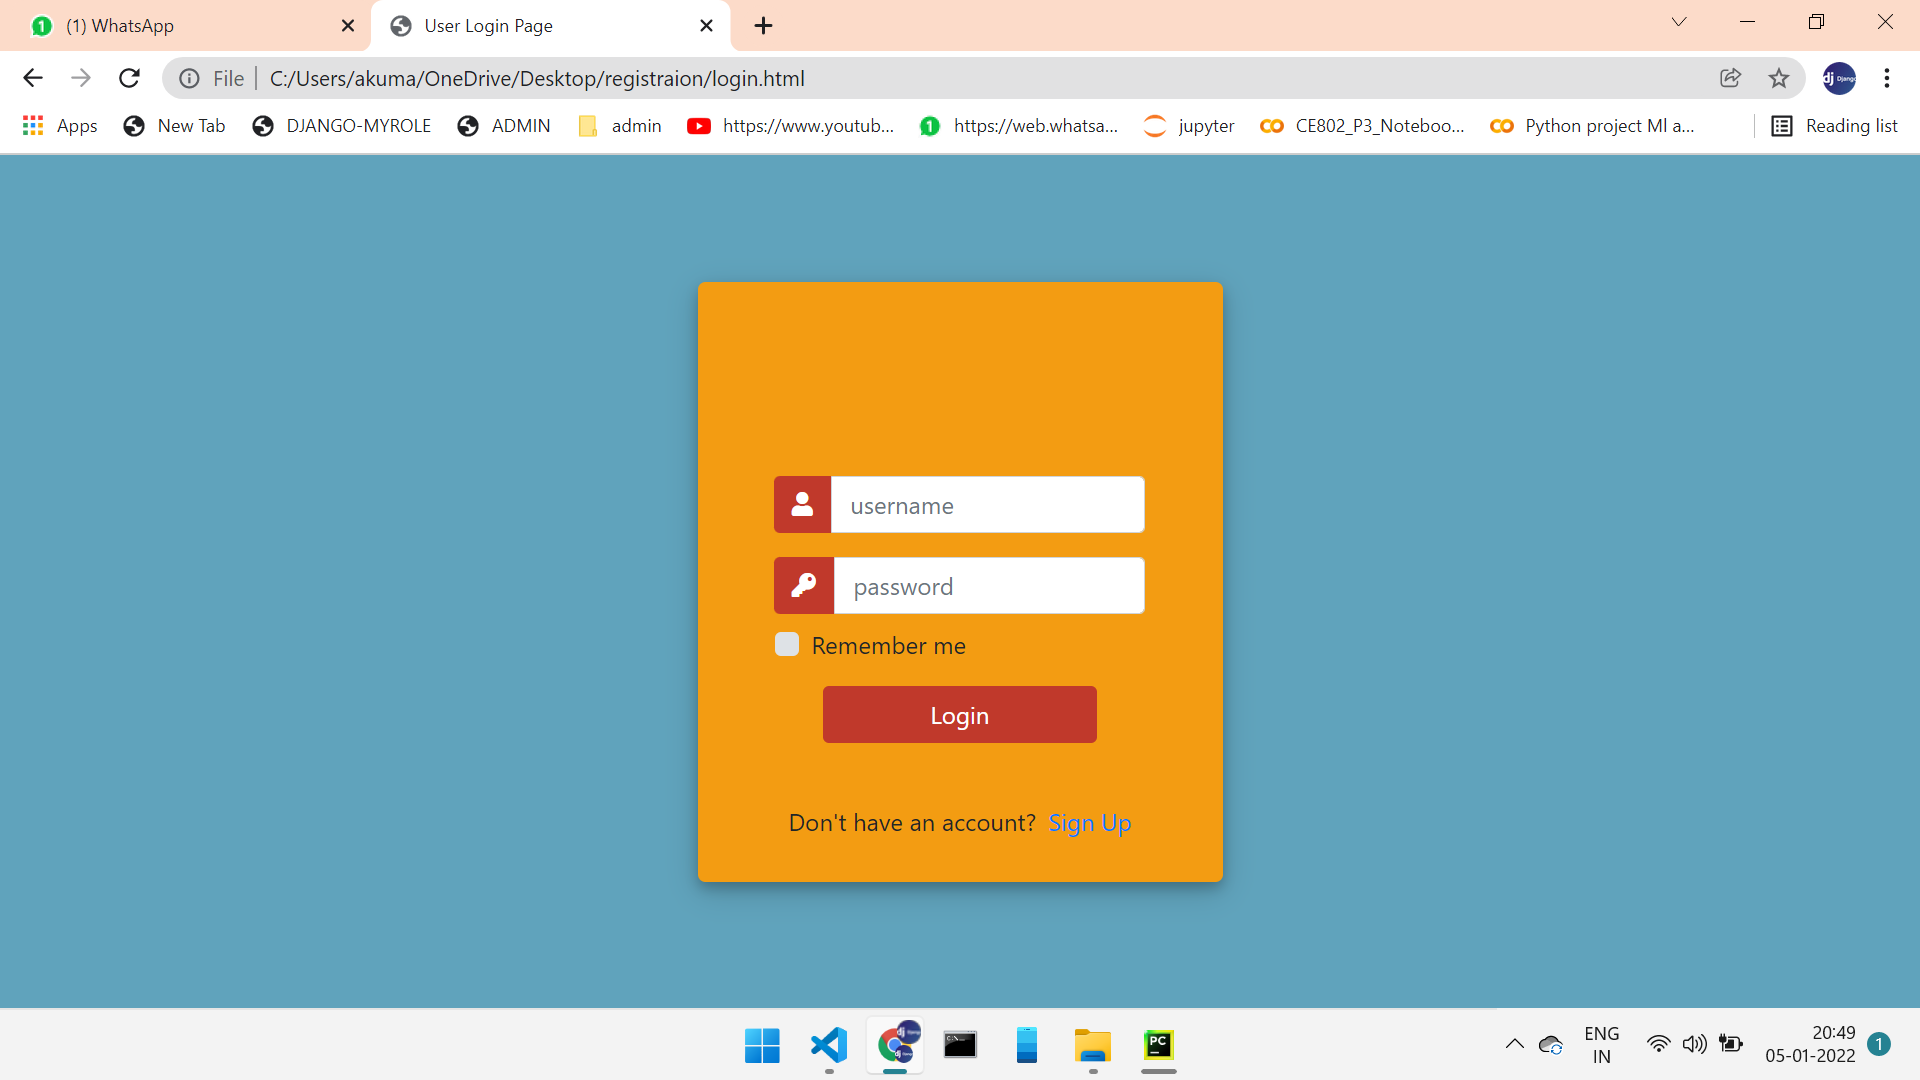 (1) WhatsApp
User Login Page
File
C:/Users/akuma/OneDrive/Desktop/registraion/login.html
Apps
New Tab
DJANGO-MYROLE
ADMIN
admin
https://www.youtub...
https://web.whatsa...
jupyter
CE802_P3_Noteboo...
Python project Ml a...
Reading list
username
password
Remember me
Login
Don't have an account? Sign Up
ENG
IN
20:49
05-01-2022
1